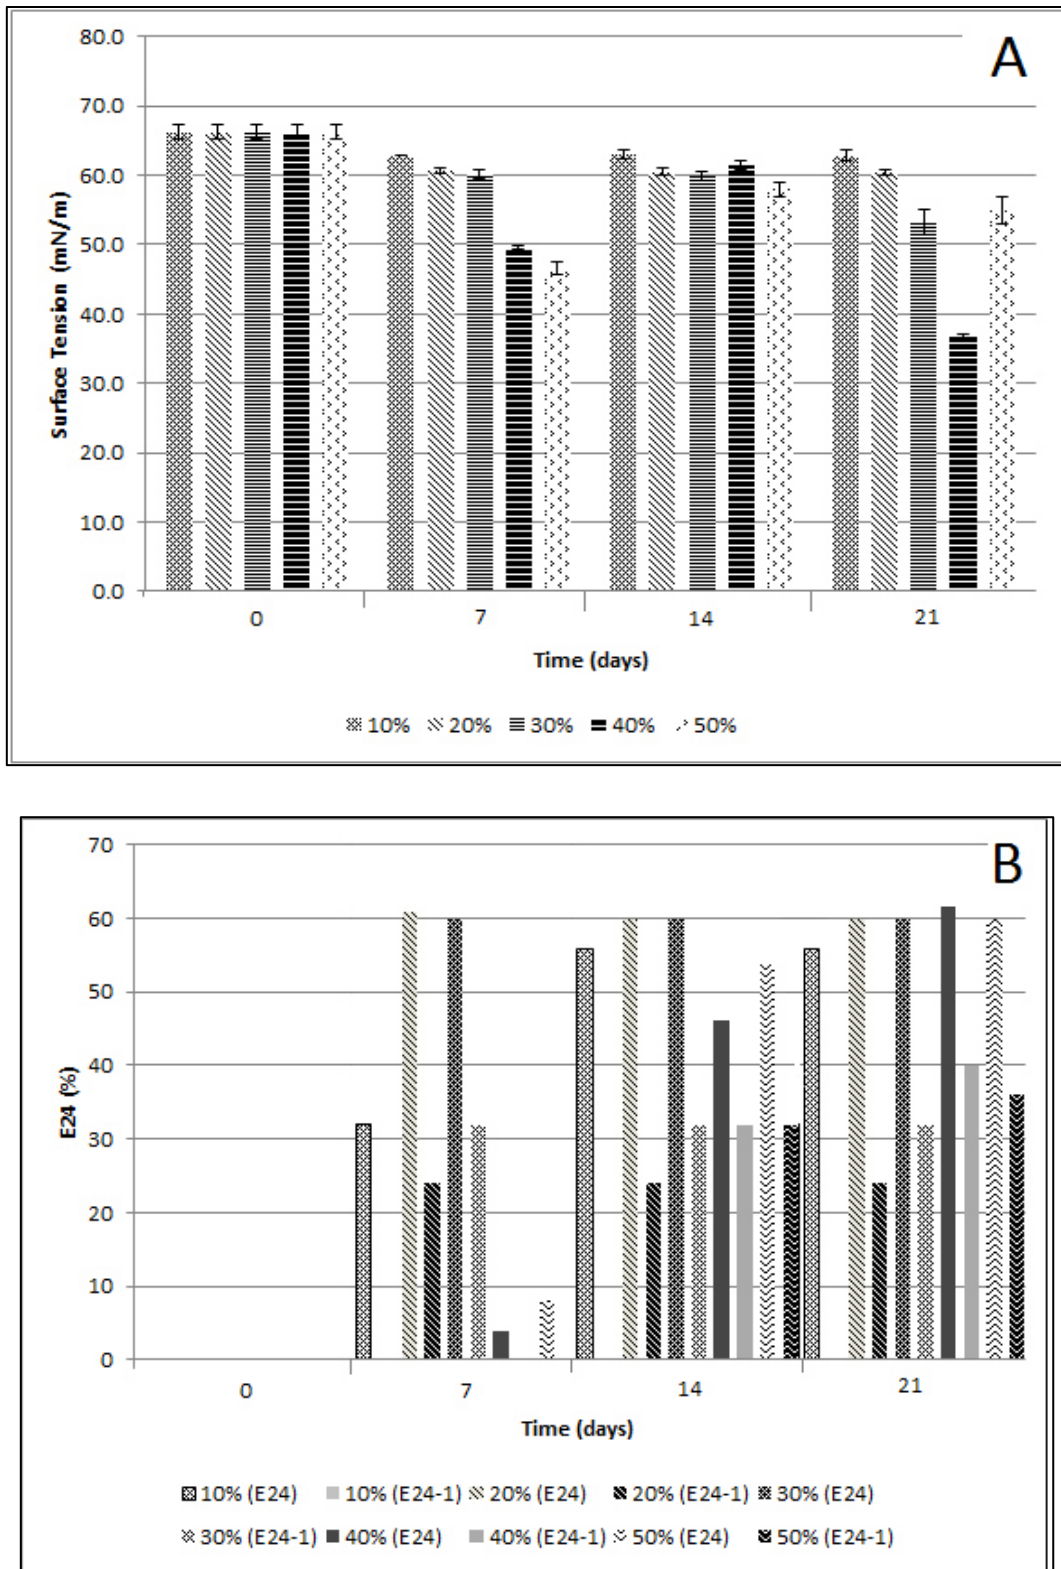 A
80.0
70.0
60.0
50.0
40.0
30.0
20.0
10.0
0.0
Surface Tension (mN/m)
0 7 14 21
Time (days)
10% 20% 30% 40% 50%
B
70
60
50
40
30
20
10
0
E24 (%)
0 7 14 21
Time (days)
10% (E24) 10% (E24-1) 20% (E24) 20% (E24-1) 30% (E24)
30% (E24-1) 40% (E24) 40% (E24-1) 50% (E24) 50% (E24-1)